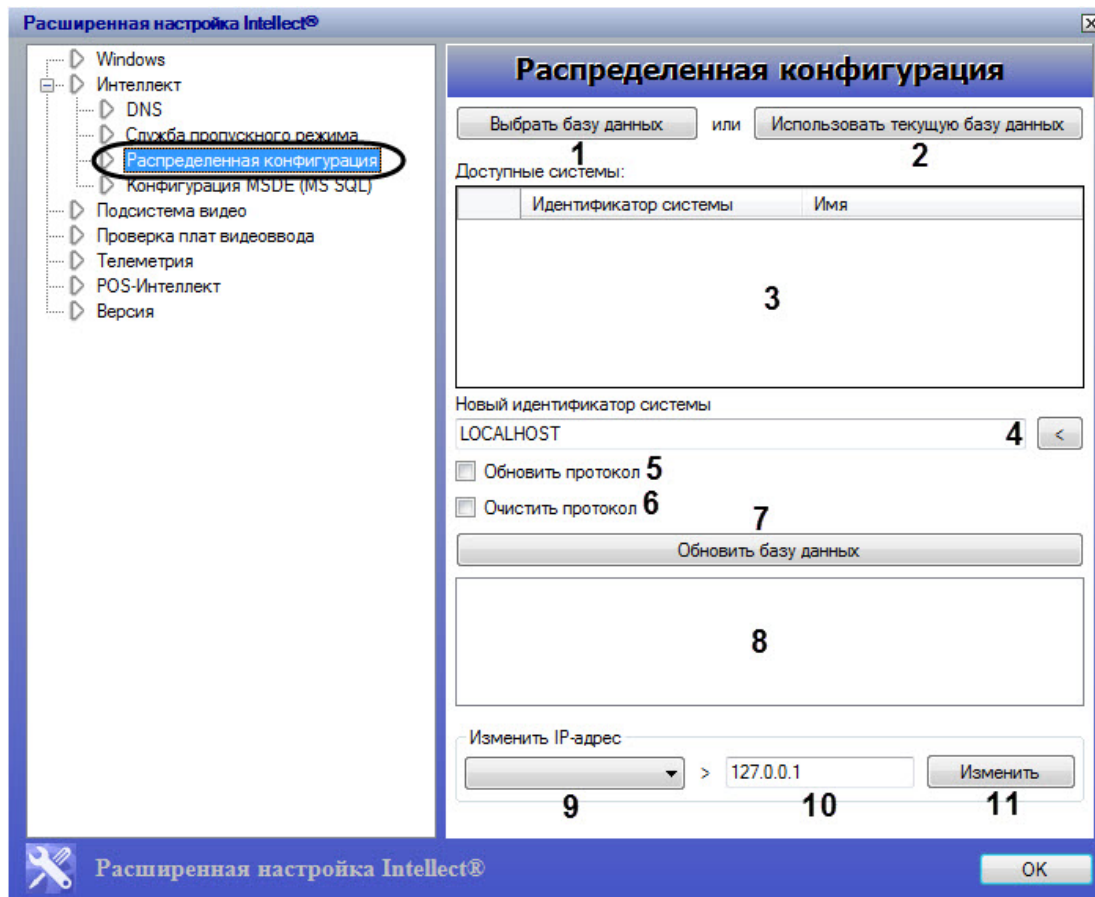 Расширенная настройка Intellect®
Windows
Интеллект
DNS
Служба пропускного режима
Распределенная конфигурация
Конфигурация MSDE (MS SQL)
Подсистема видео
Проверка плат видеоввода
Телеметрия
POS-Интеллект
Версия
Распределенная конфигурация
Выбрать базу данных или Использовать текущую базу данных
1 2
Доступные системы:
Идентификатор системы Имя
3
Новый идентификатор системы
LOCALHOST 4 <
Обновить протокол 5
Очистить протокол 6
7
Обновить базу данных
8
Изменить IP-адрес
> 127.0.0.1 Изменить
9 10 11
Расширенная настройка Intellect®
OK